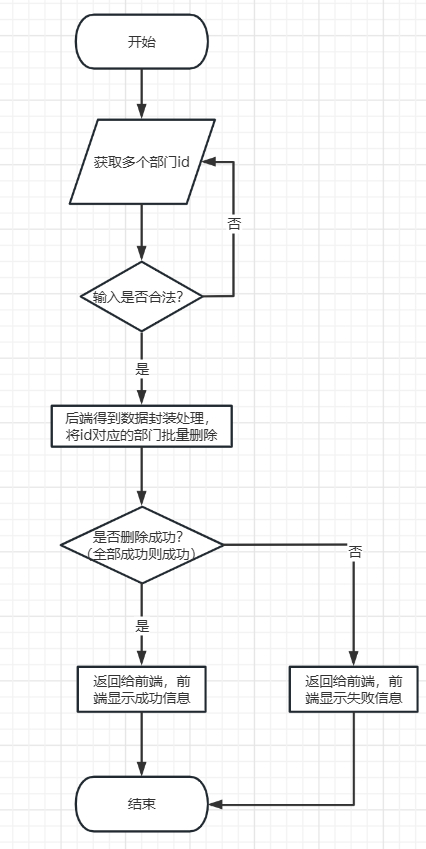 开始
获取多个部门id
否
输入是否合法？
是
后端得到数据封装处理，
将id对应的部门批量删除
是否删除成功？
（全部成功则成功）
否
是
返回给前端，前
端显示成功信息
返回给前端，前
端显示失败信息
结束